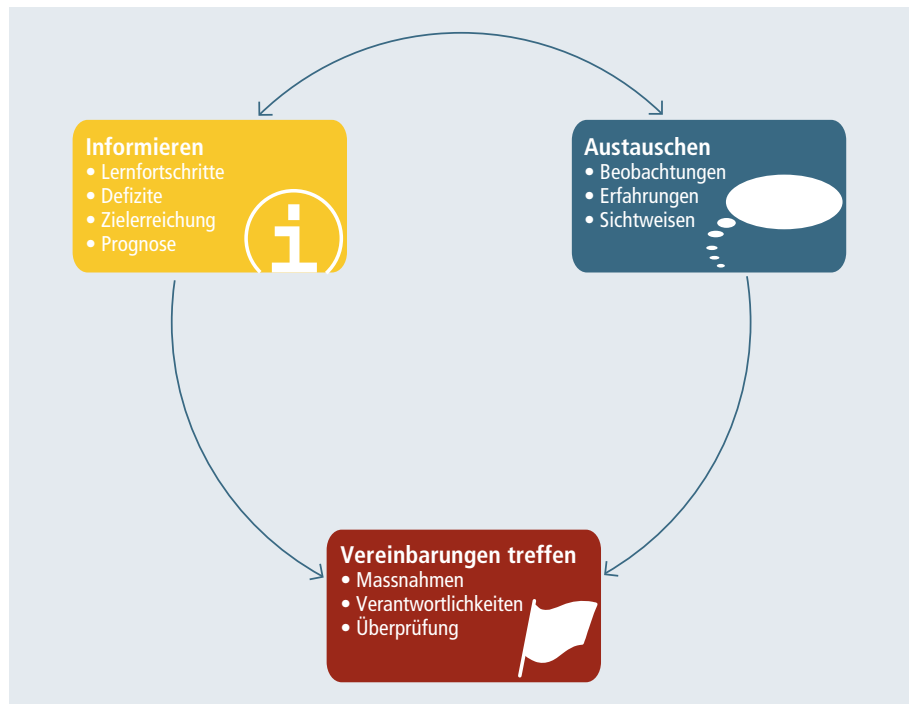 Informieren
• Lernfortschritte
• Defizite
• Zielerreichung
• Prognose
Austauschen
• Beobachtungen
• Erfahrungen
• Sichtweisen
Vereinbarungen treffen
• Massnahmen
• Verantwortlichkeiten
• Überprüfung